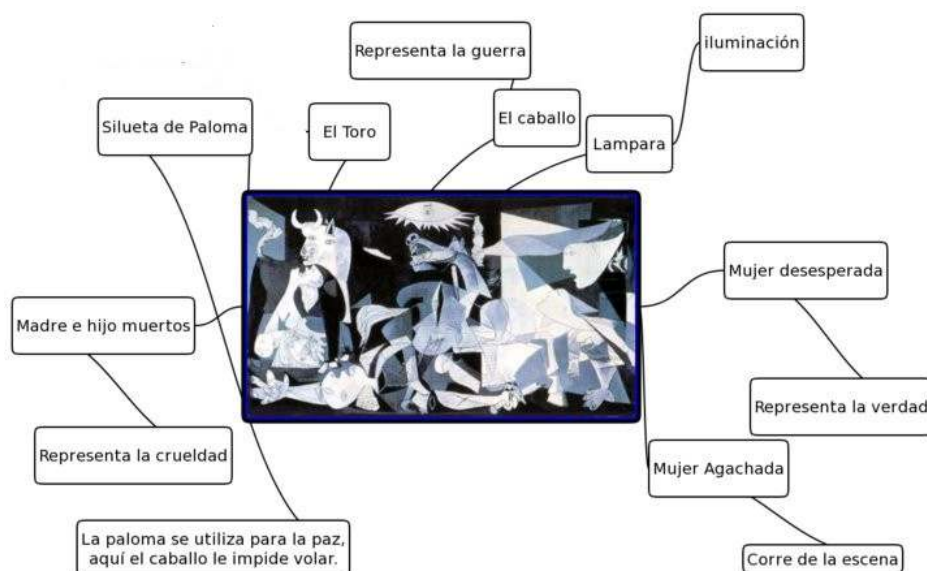 iluminación
Representa la guerra
El caballo
Silueta de Paloma
El Toro
Lampara
Mujer desesperada
Madre e hijo muertos
Representa la verdad
Representa la crueldad
Mujer Agachada
La paloma se utiliza para la paz,
aquí el caballo le impide volar.
Corre de la escena